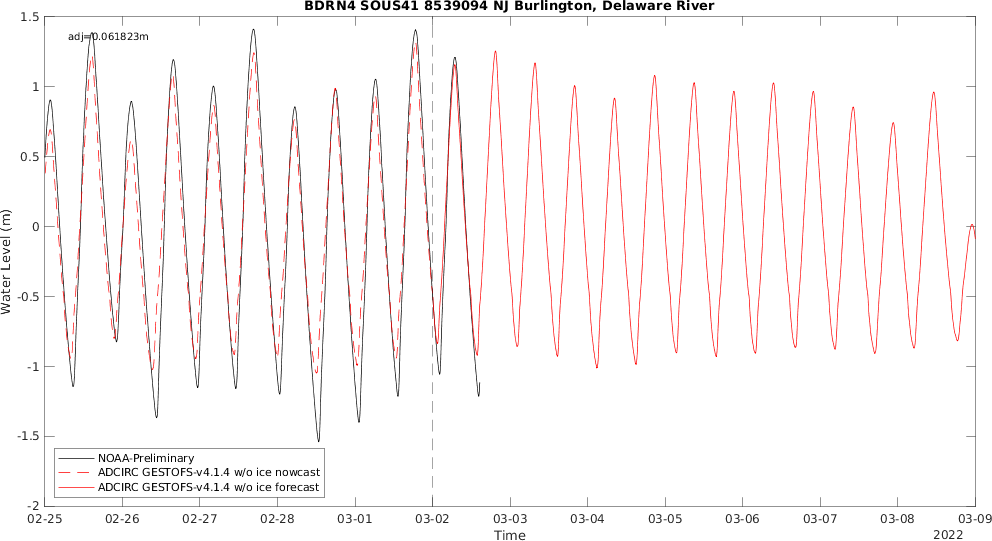 BDRN4 SOUS41 8539094 NJ Burlington, Delaware River
adj=0.061823m
1.5
1
0.5
0
-0.5
-1
-1.5
-2
Water Level (m)
NOAA-Preliminary
ADCIRC GESTOFS-v4.1.4 w/o ice nowcast
ADCIRC GESTOFS-v4.1.4 w/o ice forecast
02-25 02-26 02-27 02-28 03-01 03-02 03-03 03-04 03-05 03-06 03-07 03-08 03-09
Time
2022